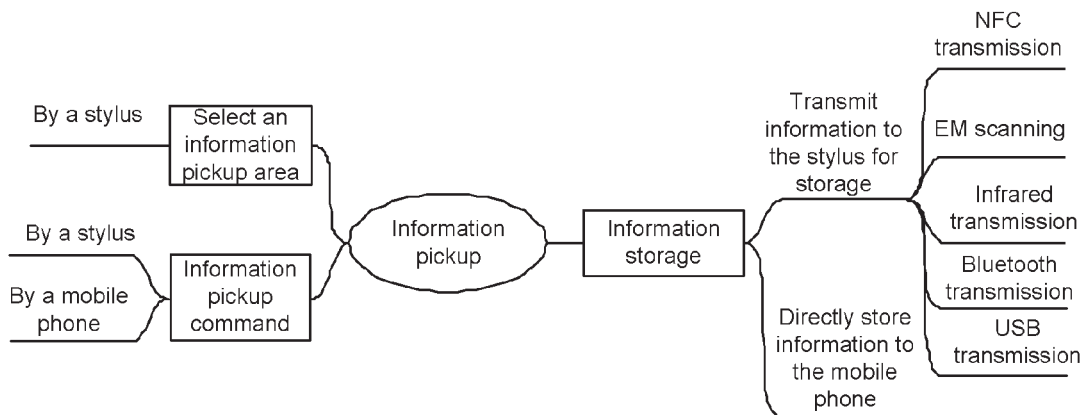 By a stylus
Select an
information
pickup area
By a stylus
By a mobile
phone
Information
pickup
command
Information
pickup
Information
storage
Transmit
information to
the stylus for
storage
Directly store
information to
the mobile
phone
NFC
transmission
EM scanning
Infrared
transmission
Bluetooth
transmission
USB
transmission